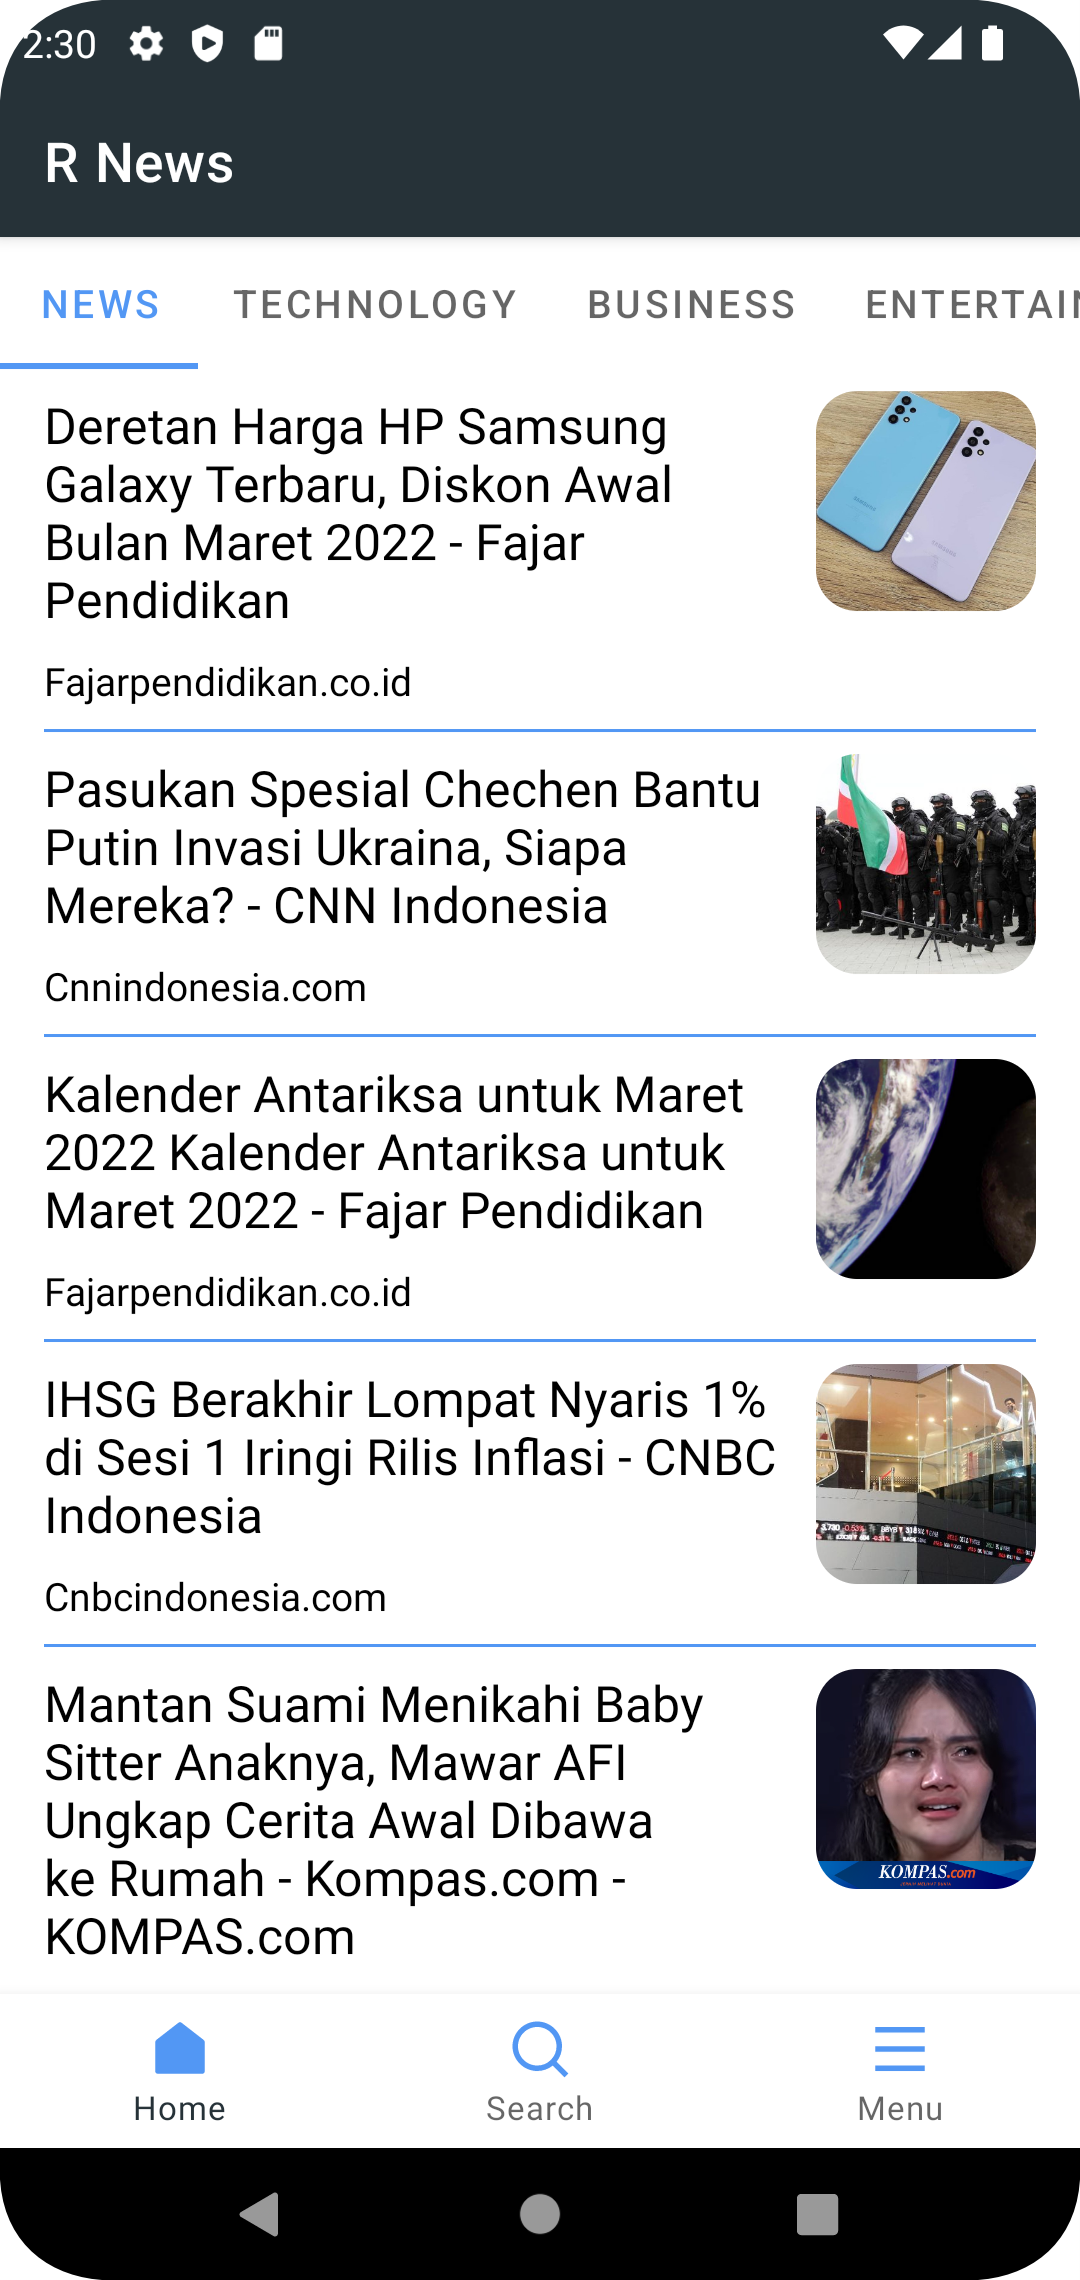 2:30
R News
NEWS TECHNOLOGY BUSINESS ENTERTAIN
Deretan Harga HP Samsung
Galaxy Terbaru, Diskon Awal
Bulan Maret 2022 - Fajar
Pendidikan
Fajarpendidikan.co.id
Pasukan Spesial Chechen Bantu
Putin Invasi Ukraina, Siapa
Mereka? - CNN Indonesia
Cnnindonesia.com
Kalender Antariksa untuk Maret
2022 Kalender Antariksa untuk
Maret 2022 - Fajar Pendidikan
Fajarpendidikan.co.id
IHSG Berakhir Lompat Nyaris 1%
di Sesi 1 Iringi Rilis Inflasi - CNBC
Indonesia
Cnbcindonesia.com
Mantan Suami Menikahi Baby
Sitter Anaknya, Mawar AFI
Ungkap Cerita Awal Dibawa
ke Rumah - Kompas.com -
KOMPAS.com
KOMPAS.com
Home Search Menu